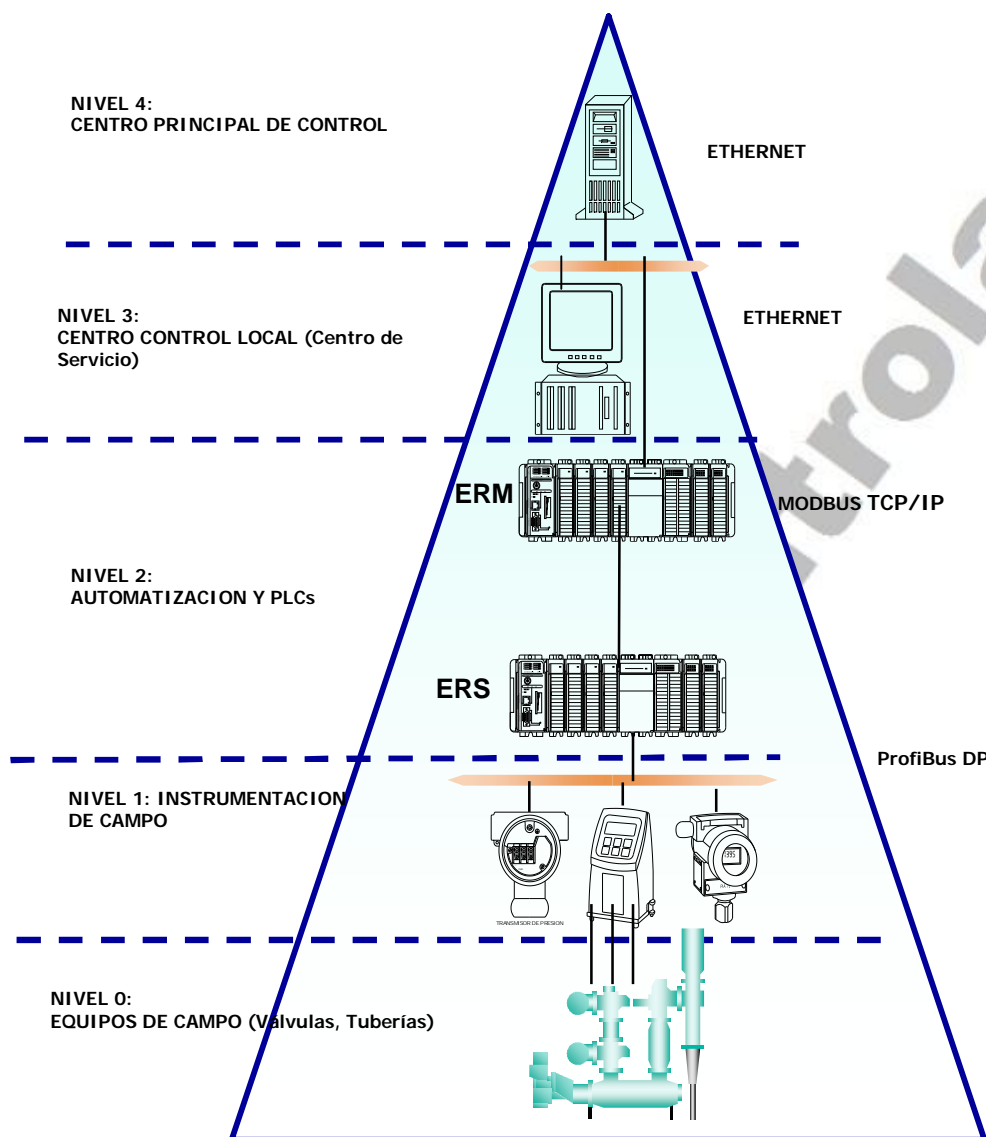 NIVEL 4:
CENTRO PRINCIPAL DE CONTROL
ETHERNET
NIVEL 3:
CENTRO CONTROL LOCAL (Centro de
Servicio)
ETHERNET
ERM
MODBUS TCP/IP
NIVEL 2:
AUTOMATIZACION Y PLCs
ERS
ProfiBus DP
NIVEL 1: INSTRUMENTACION
DE CAMPO
1395
TRANSMISOR DE PRESION
NIVEL 0:
EQUIPOS DE CAMPO (Válvulas, Tuberías)
ntrola